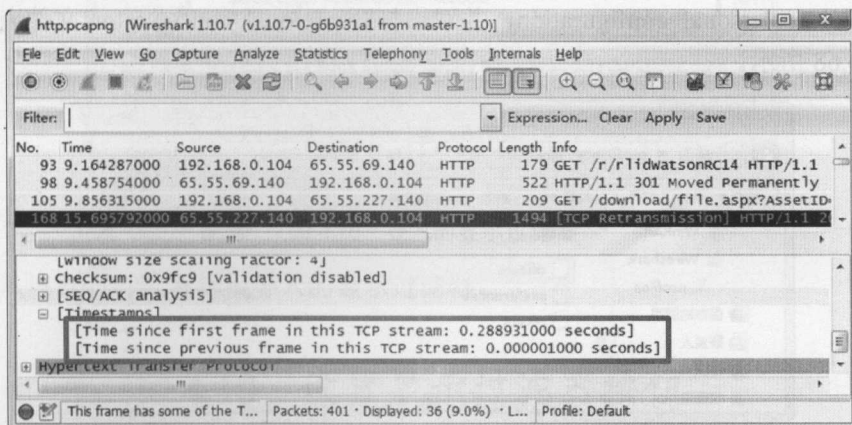 http.pcapng [Wireshark 1.10.7 (v1.10.7-0-g6b931a1 from master-1.10)]
File Edit View Go Capture Analyze Statistics Telephony Tools Internals Help
Filter: Expression... Clear Apply Save
No. Time Source Destination Protocol Length Info
93 9.164287000 192.168.0.104 65.55.69.140 HTTP 179 GET /r/rlidWatsonRC14 HTTP/1.1
98 9.458754000 65.55.69.140 192.168.0.104 HTTP 522 HTTP/1.1 301 Moved Permanently
105 9.856315000 192.168.0.104 65.55.227.140 HTTP 209 GET /download/file.aspx?AssetID=
168 15.695792000 65.55.227.140 192.168.0.104 HTTP 1494 [TCP Retransmission] HTTP/1.1 20
[Window size scaling factor: 4]
Checksum: 0x9fc9 [validation disabled]
[SEQ/ACK analysis]
[Timestamps]
[Time since first frame in this TCP stream: 0.288931000 seconds]
[Time since previous frame in this TCP stream: 0.000001000 seconds]
Hypertext Transfer Protocol
This frame has some of the T... Packets: 401 · Displayed: 36 (9.0%) · L... Profile: Default